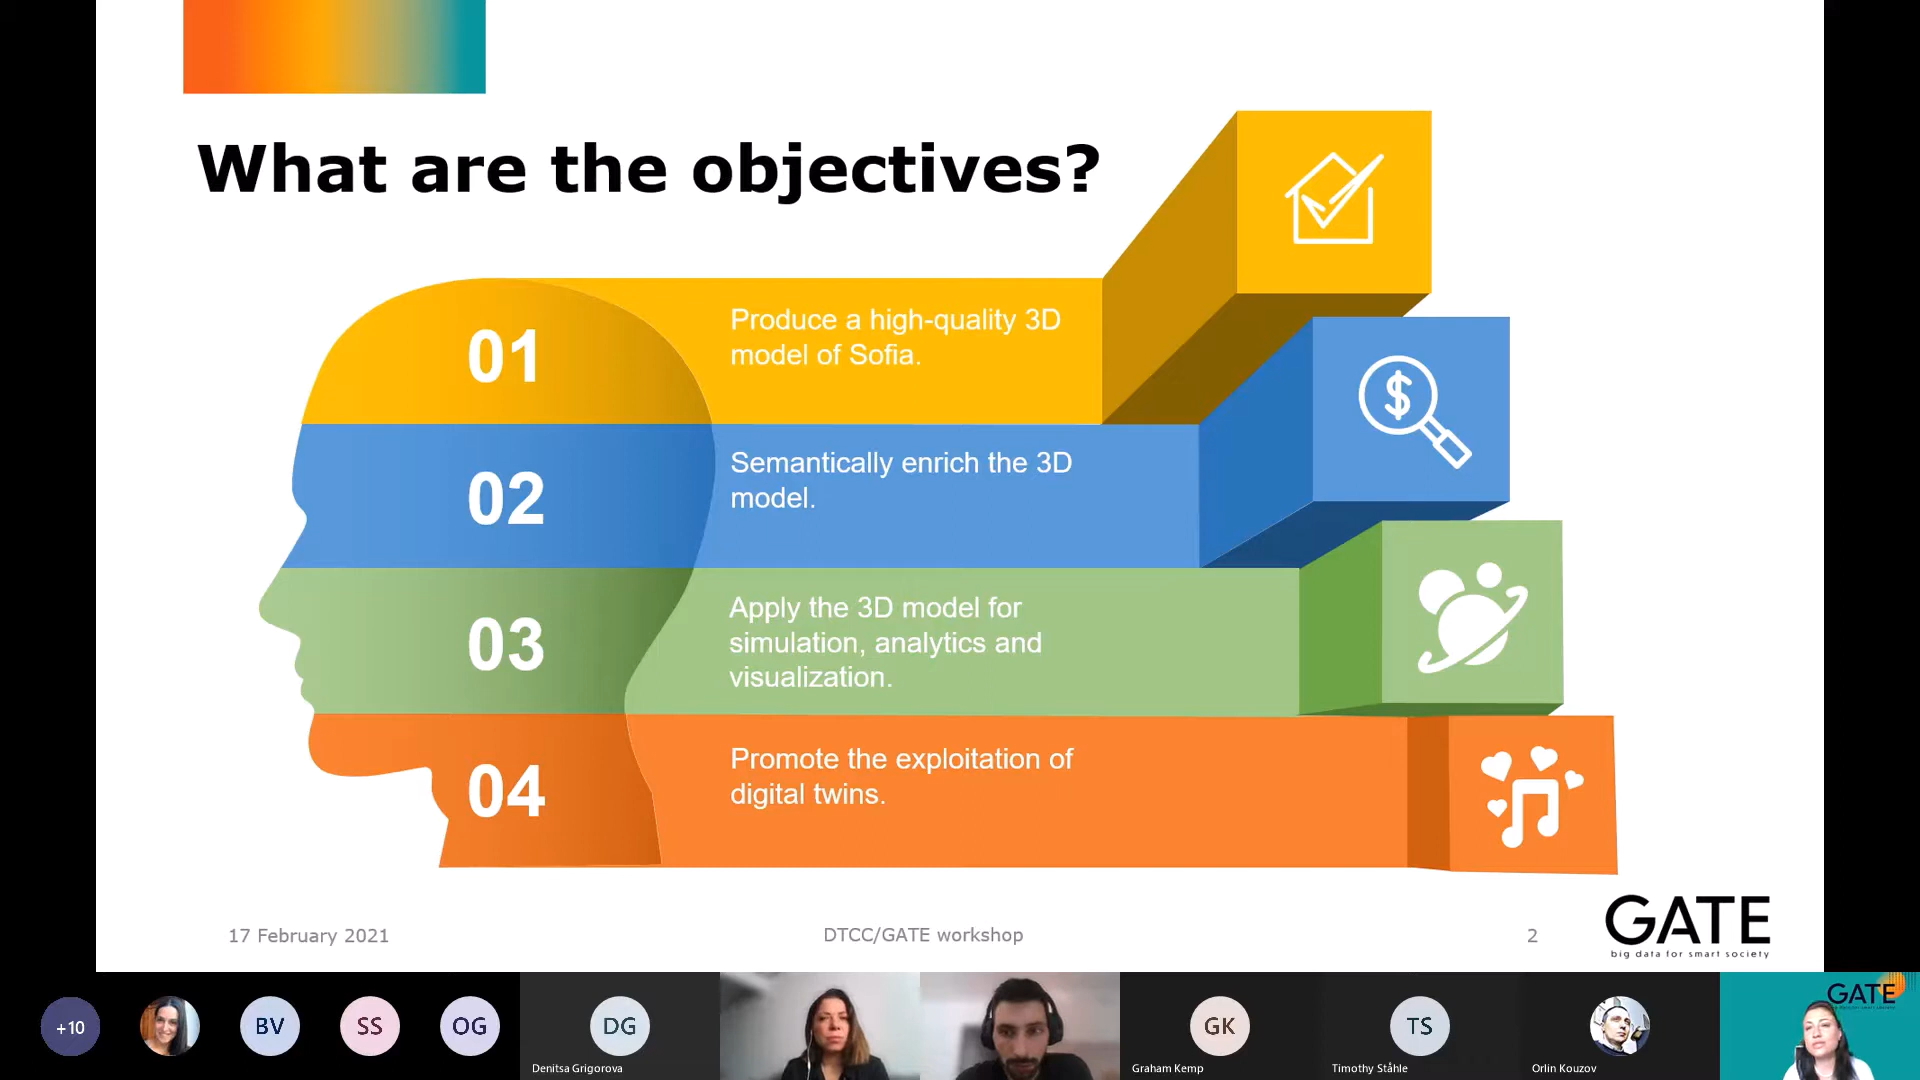 What are the objectives?
01
Produce a high-quality 3D
model of Sofia.
02
Semantically enrich the 3D
model.
03
Apply the 3D model for
simulation, analytics and
visualization.
04
Promote the exploitation of
digital twins.
17 February 2021
DTCC/GATE workshop
2
GATE
big data for smart society
+10
BV
SS
OG
DG
Denitsa Grigorova
GK
Graham Kemp
TS
Timothy Ståhle
Orlin Kouzov
GATE